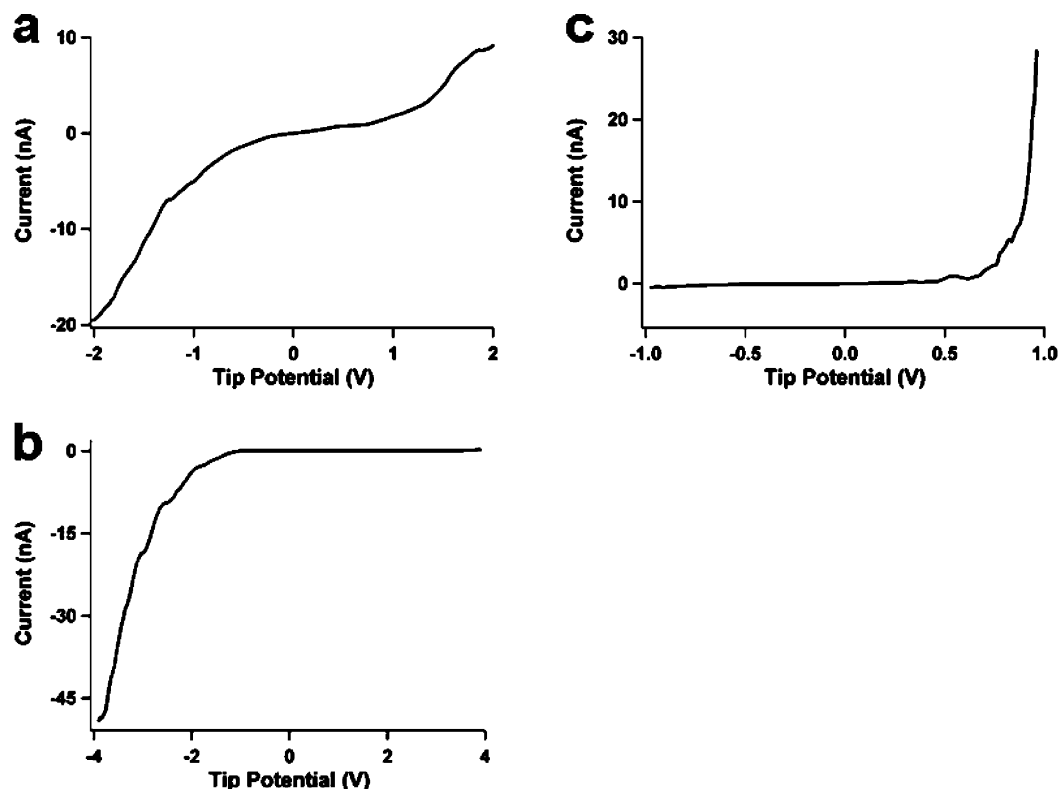 a
10
0
-10
-20
Current (nA)
-2 -1 0 1 2
Tip Potential (V)
c
30
20
10
0
Current (nA)
-1.0 -0.5 0.0 0.5 1.0
Tip Potential (V)
b
0
-15
-30
-45
Current (nA)
-4 -2 0 2 4
Tip Potential (V)